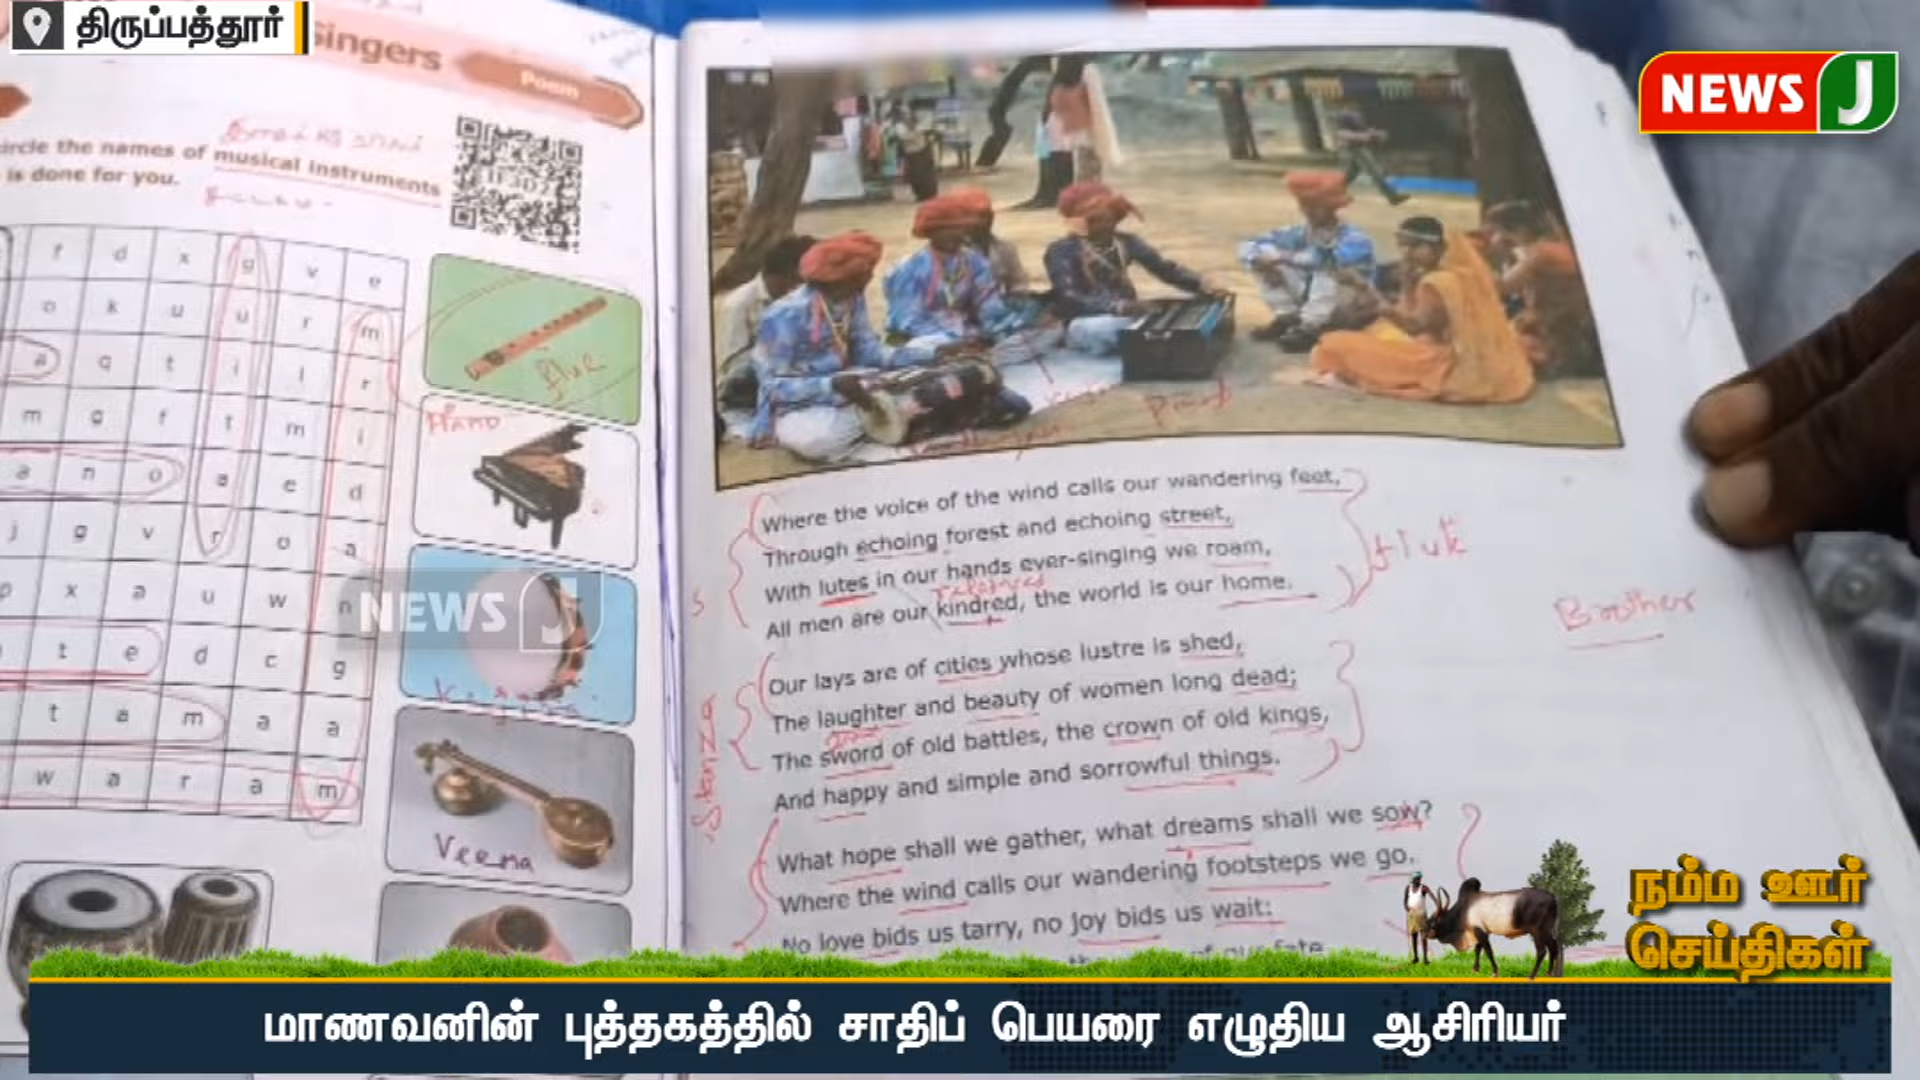 திருப்பத்தூர்
Singers
Poem
NEWS J
circle the names of musical instruments
is done for you.
f d x g v e
o k u u r m
a q t i l r
m g f t m i
a n o a e d
j g v r o a
p x a u w n
t e d c g
t a m a a
w a r a m
flute
PIANO
Veena
Where the voice of the wind calls our wandering feet,
Through echoing forest and echoing street,
With lutes in our hands ever-singing we roam,
All men are our kindred, the world is our home.
Our lays are of cities whose lustre is shed,
The laughter and beauty of women long dead;
The sword of old battles, the crown of old kings,
And happy and simple and sorrowful things.
What hope shall we gather, what dreams shall we sow?
Where the wind calls our wandering footsteps we go.
No love bids us tarry, no joy bids us wait:
of our fate
Stanza
Brother
NEWS J
நம்ம ஊர்
செய்திகள்
மாணவனின் புத்தகத்தில் சாதிப் பெயரை எழுதிய ஆசிரியர்